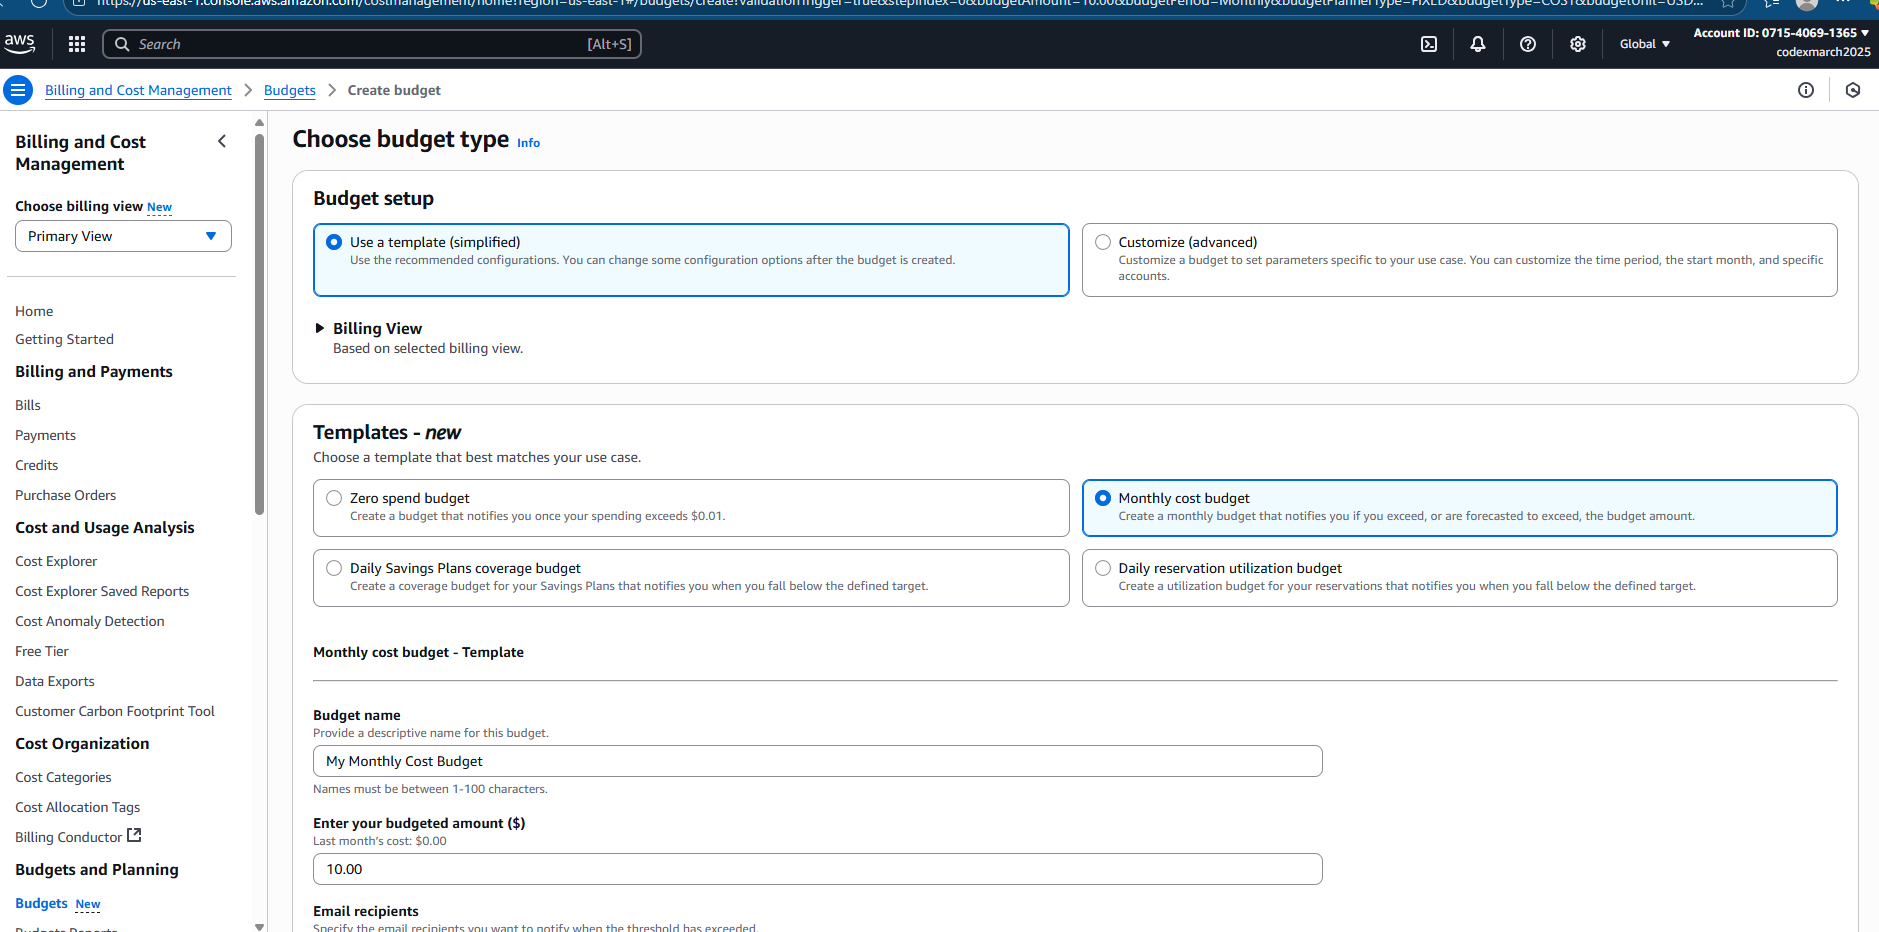 https://us-east-1.console.aws.amazon.com/costmanagement/home?region=us-east-1#/budgets/create?validationTrigger=true&stepIndex=0&budgetAmount=10.00&budgetPeriod=Monthly&budgetPlannerType=FIXED&budgetType=COST&budgetUnit=USD...
aws
Search
[Alt+S]
Global
Account ID: 0715-4069-1365
codexmarch2025
Billing and Cost Management
Budgets
Create budget
Billing and Cost
Management
Choose billing view New
Primary View
Home
Getting Started
Billing and Payments
Bills
Payments
Credits
Purchase Orders
Cost and Usage Analysis
Cost Explorer
Cost Explorer Saved Reports
Cost Anomaly Detection
Free Tier
Data Exports
Customer Carbon Footprint Tool
Cost Organization
Cost Categories
Cost Allocation Tags
Billing Conductor
Budgets and Planning
Budgets New
Budgets Reports
Choose budget type Info
Budget setup
Use a template (simplified)
Use the recommended configurations. You can change some configuration options after the budget is created.
Customize (advanced)
Customize a budget to set parameters specific to your use case. You can customize the time period, the start month, and specific
accounts.
Billing View
Based on selected billing view.
Templates - new
Choose a template that best matches your use case.
Zero spend budget
Create a budget that notifies you once your spending exceeds $0.01.
Monthly cost budget
Create a monthly budget that notifies you if you exceed, or are forecasted to exceed, the budget amount.
Daily Savings Plans coverage budget
Create a coverage budget for your Savings Plans that notifies you when you fall below the defined target.
Daily reservation utilization budget
Create a utilization budget for your reservations that notifies you when you fall below the defined target.
Monthly cost budget - Template
Budget name
Provide a descriptive name for this budget.
My Monthly Cost Budget
Names must be between 1-100 characters.
Enter your budgeted amount ($)
Last month's cost: $0.00
10.00
Email recipients
Specify the email recipients you want to notify when the threshold has exceeded.